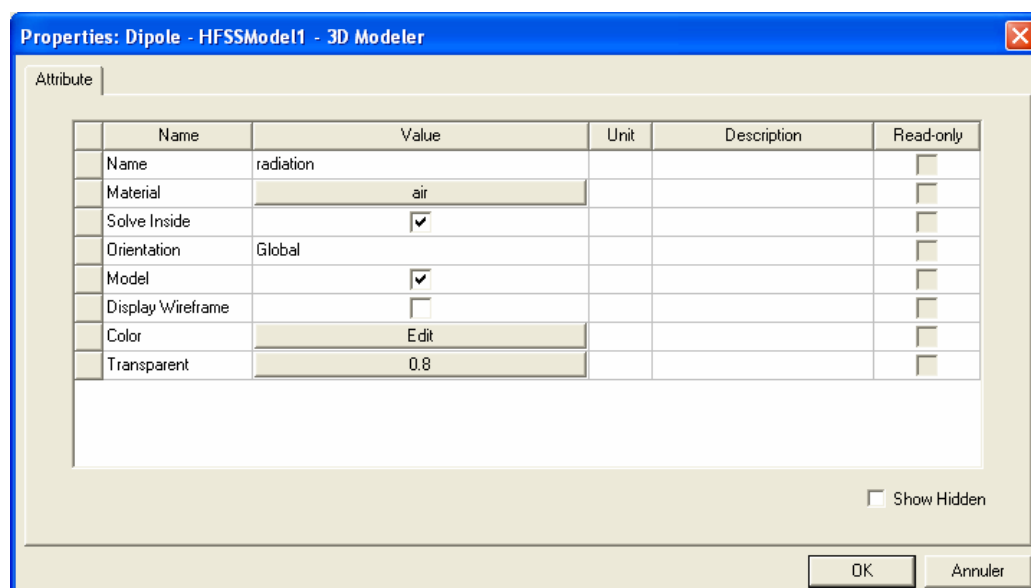 Properties: Dipole - HFSSModel1 - 3D Modeler
Attribute
Name Value Unit Description Read-only
Name radiation
Material air
Solve Inside
Orientation Global
Model
Display Wireframe
Color Edit
Transparent 0.8
Show Hidden
OK Annuler